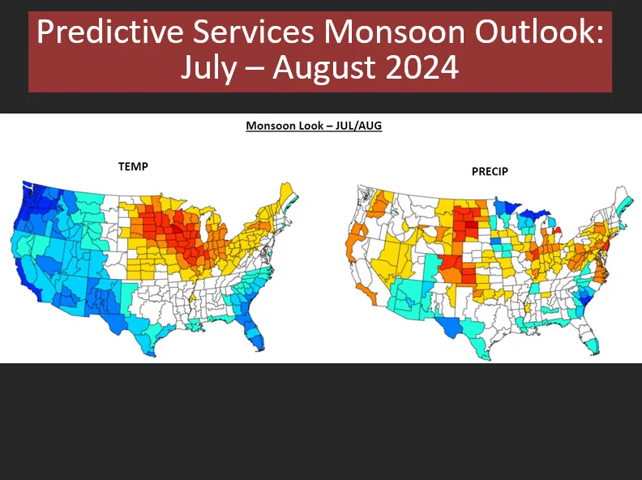 Predictive Services Monsoon Outlook:
July – August 2024
Monsoon Look – JUL/AUG
TEMP
PRECIP